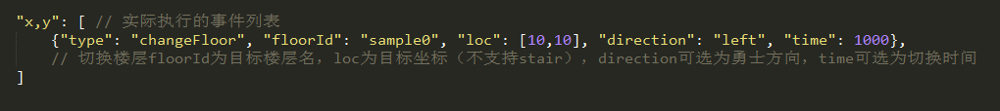 "x,y": [ // 实际执行的事件列表
{"type": "changeFloor", "floorId": "sample0", "loc": [10,10], "direction": "left", "time": 1000},
// 切换楼层floorId为目标楼层名，loc为目标坐标（不支持stair），direction可选为勇士方向，time可选为切换时间
]